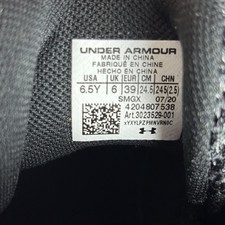 UNDER ARMOUR
MADE IN CHINA
FABRIQUÉ EN CHINE
HECHO EN CHINA
USA UK EUR CM CHN
6.5Y 6 39 24.5 245(2.5)
SMGX 07/20
4204807538
Art.3023529-001